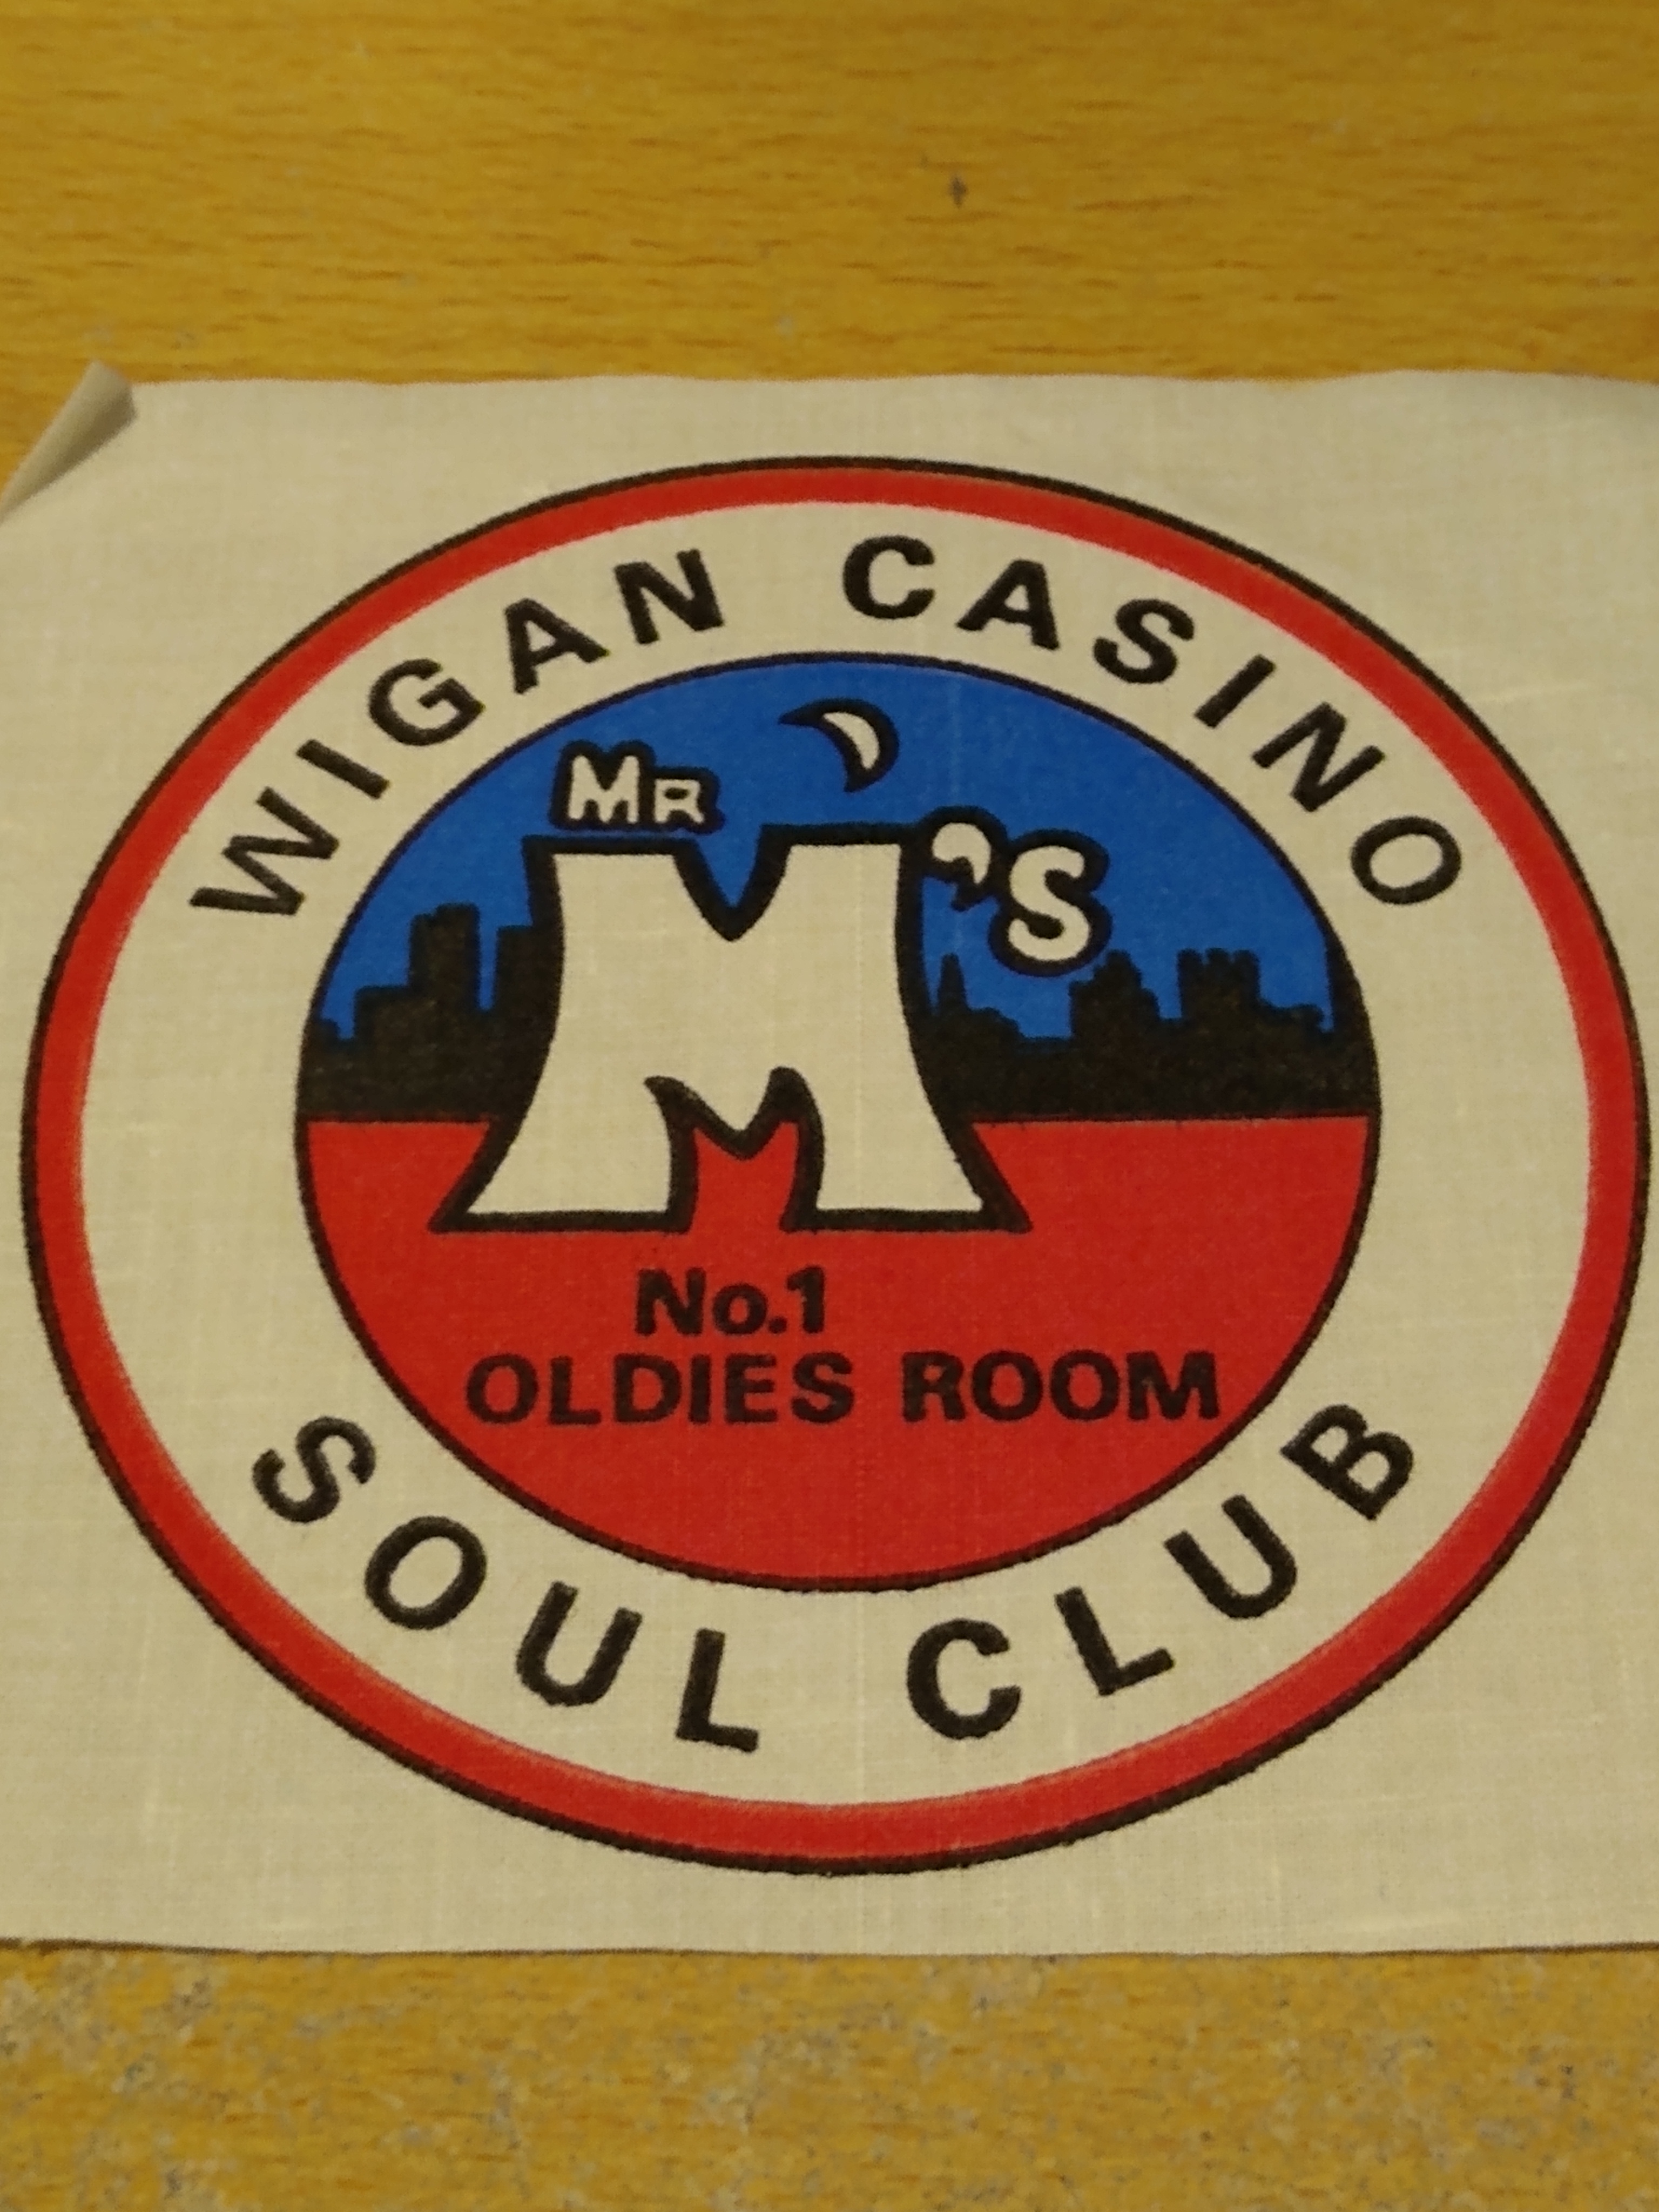 WIGAN CASINO
MR
M'S
No.1
OLDIES ROOM
SOUL CLUB